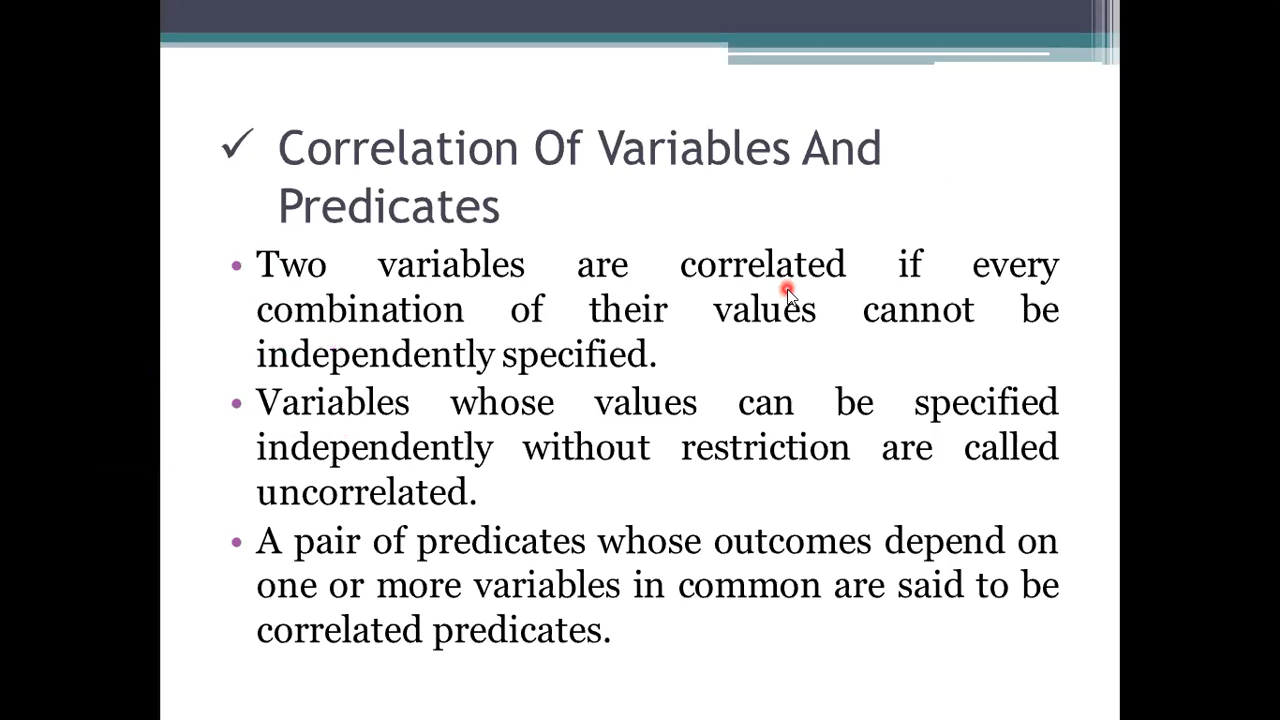 ✓ Correlation Of Variables And
Predicates
• Two variables are correlated if every
combination of their values cannot be
independently specified.
• Variables whose values can be specified
independently without restriction are called
uncorrelated.
• A pair of predicates whose outcomes depend on
one or more variables in common are said to be
correlated predicates.